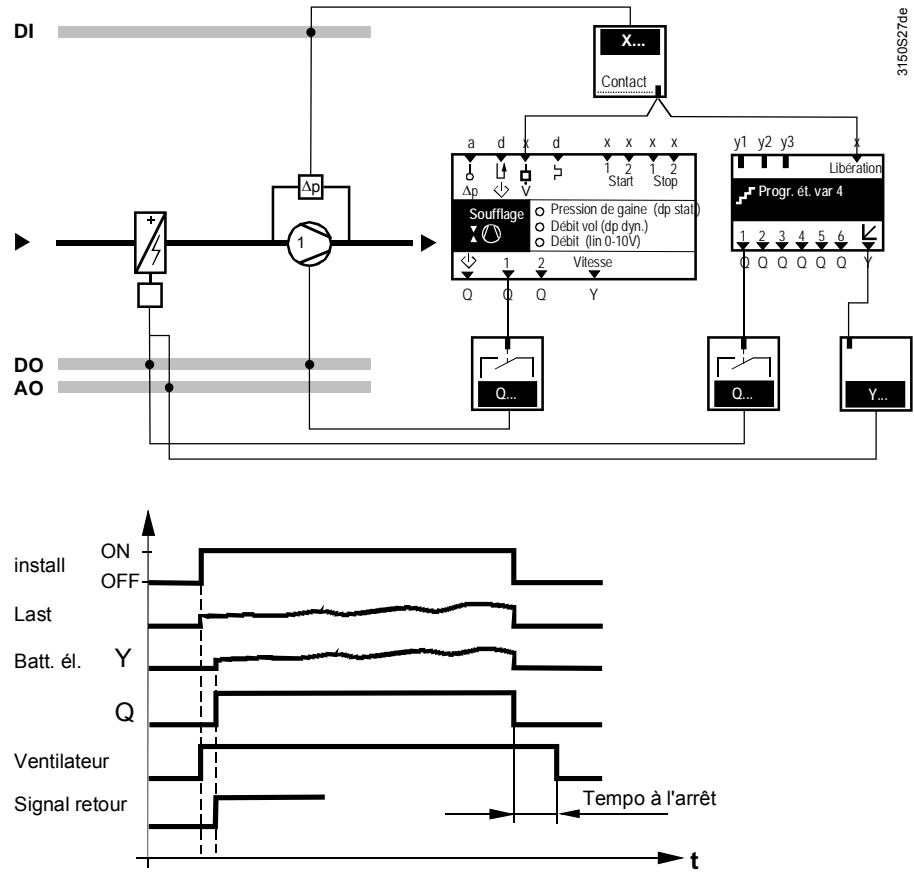 DI
3150S27de
X...
Contact
a d x d x x x x
1 2 1 2
Start Stop
Δp V̇
y1 y2 y3 x
Libération
Progr. ét. var 4
Soufflage
Pression de gaine (dp stat)
Débit vol (dp dyn.)
Débit (lin 0-10V)
1 2 Vitesse
Q Q Q Y
1 2 3 4 5 6
Q Q Q Q Q Q Y
Δp
+
1
DO
AO
Q...
Q...
Y...
install ON
OFF
Last
Batt. él. Y
Q
Ventilateur
Signal retour
Tempo à l'arrêt
t